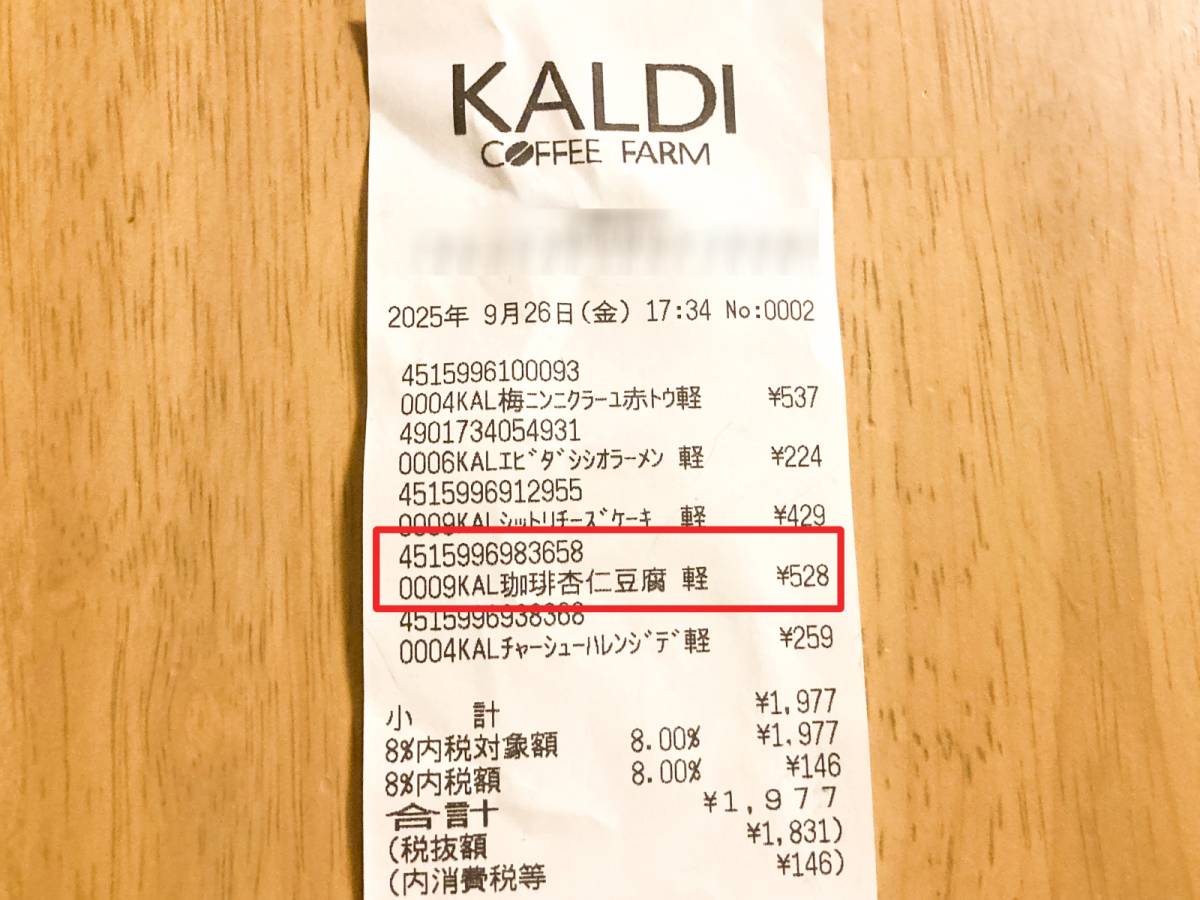 KALDI
COFFEE FARM
2025年 9月26日(金) 17:34 No:0002
4515996100093
0004KAL梅ﾆﾝﾆｸﾗｰﾕ赤ﾄｳ軽 ¥537
4901734054931
0006KALｴﾋﾞﾀﾞｼｼｵﾗｰﾒﾝ 軽 ¥224
4515996912955
0009KALｼｯﾄﾘﾁｰｽﾞｹｰｷ 軽 ¥429
4515996983658
0009KAL珈琲杏仁豆腐 軽 ¥528
4515996938368
0004KALﾁｬｰｼｭｰﾊﾚﾝｼﾞﾃﾞ軽 ¥259
小 計 ¥1,977
8%内税対象額 8.00% ¥1,977
8%内税額 8.00% ¥146
合計 ¥1,977
(税抜額 ¥1,831)
(内消費税等 ¥146)